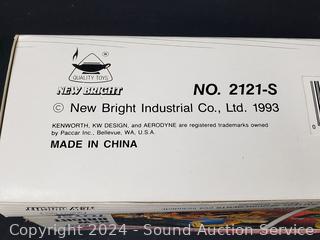 QUALITY TOYS
NEW BRIGHT
NO. 2121-S
© New Bright Industrial Co., Ltd. 1993
KENWORTH, KW DESIGN, and AERODYNE are registered trademarks owned
by Paccar Inc., Bellevue, WA, U.S.A.
MADE IN CHINA
Copyright 2024 - Sound Auction Service